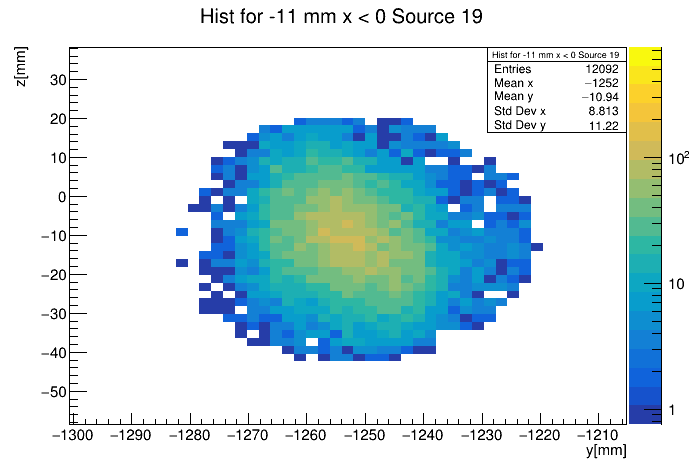 Hist for -11 mm x < 0 Source 19
z[mm]
Hist for -11 mm x < 0 Source 19
Entries 12092
Mean x −1252
Mean y −10.94
Std Dev x 8.813
Std Dev y 11.22
30
20
10
0
−10
−20
−30
−40
−50
10²
10
1
−1300 −1290 −1280 −1270 −1260 −1250 −1240 −1230 −1220 −1210
y[mm]